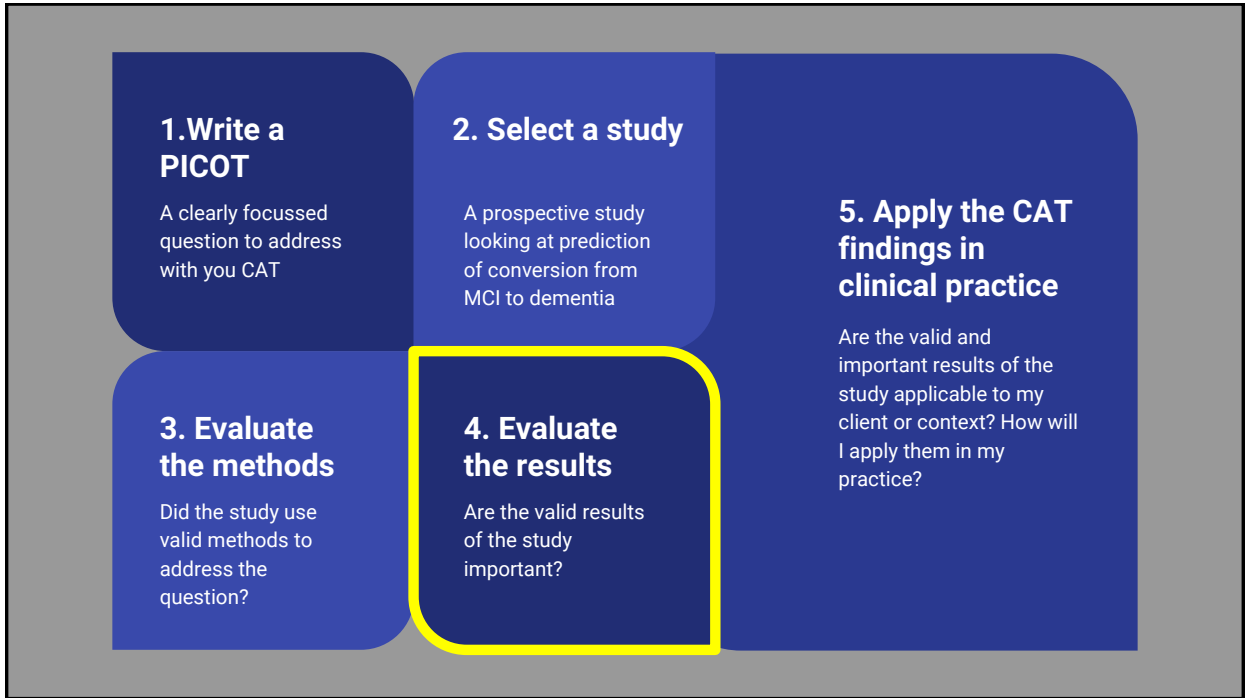 1.Write a
PICOT
A clearly focussed
question to address
with you CAT
2. Select a study
A prospective study
looking at prediction
of conversion from
MCI to dementia
3. Evaluate
the methods
Did the study use
valid methods to
address the
question?
4. Evaluate
the results
Are the valid results
of the study
important?
5. Apply the CAT
findings in
clinical practice
Are the valid and
important results of the
study applicable to my
client or context? How will
I apply them in my
practice?